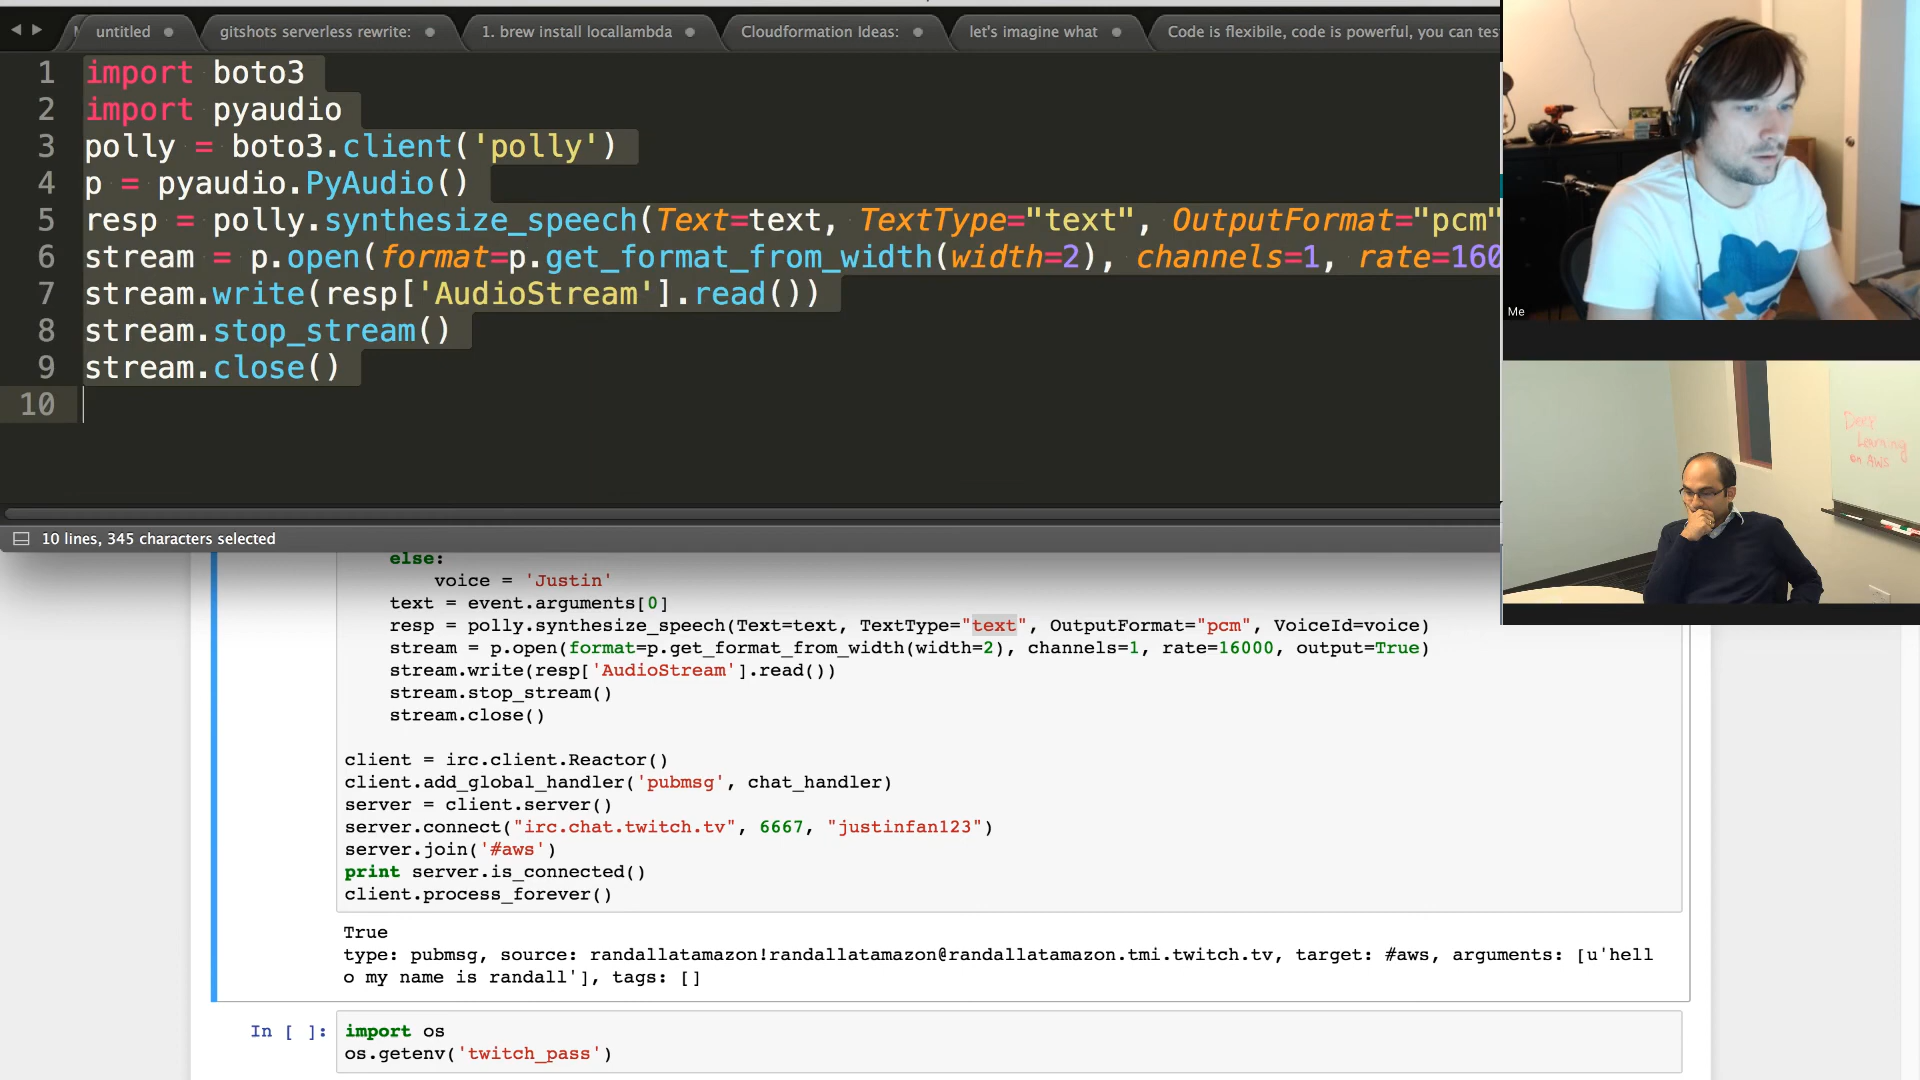 untitled
gitshots serverless rewrite:
1. brew install locallambda
Cloudformation Ideas:
let's imagine what
Code is flexibile, code is powerful, you can tes
1 import boto3
2 import pyaudio
3 polly = boto3.client('polly')
4 p = pyaudio.PyAudio()
5 resp = polly.synthesize_speech(Text=text, TextType="text", OutputFormat="pcm"
6 stream = p.open(format=p.get_format_from_width(width=2), channels=1, rate=160
7 stream.write(resp['AudioStream'].read())
8 stream.stop_stream()
9 stream.close()
10
10 lines, 345 characters selected
Me
Deep
Learning
on AWS
else:
voice = 'Justin'
text = event.arguments[0]
resp = polly.synthesize_speech(Text=text, TextType="text", OutputFormat="pcm", VoiceId=voice)
stream = p.open(format=p.get_format_from_width(width=2), channels=1, rate=16000, output=True)
stream.write(resp['AudioStream'].read())
stream.stop_stream()
stream.close()
client = irc.client.Reactor()
client.add_global_handler('pubmsg', chat_handler)
server = client.server()
server.connect("irc.chat.twitch.tv", 6667, "justinfan123")
server.join('#aws')
print server.is_connected()
client.process_forever()
True
type: pubmsg, source: randallatamazon!randallatamazon@randallatamazon.tmi.twitch.tv, target: #aws, arguments: [u'hell
o my name is randall'], tags: []
In [ ]: import os
os.getenv('twitch_pass')